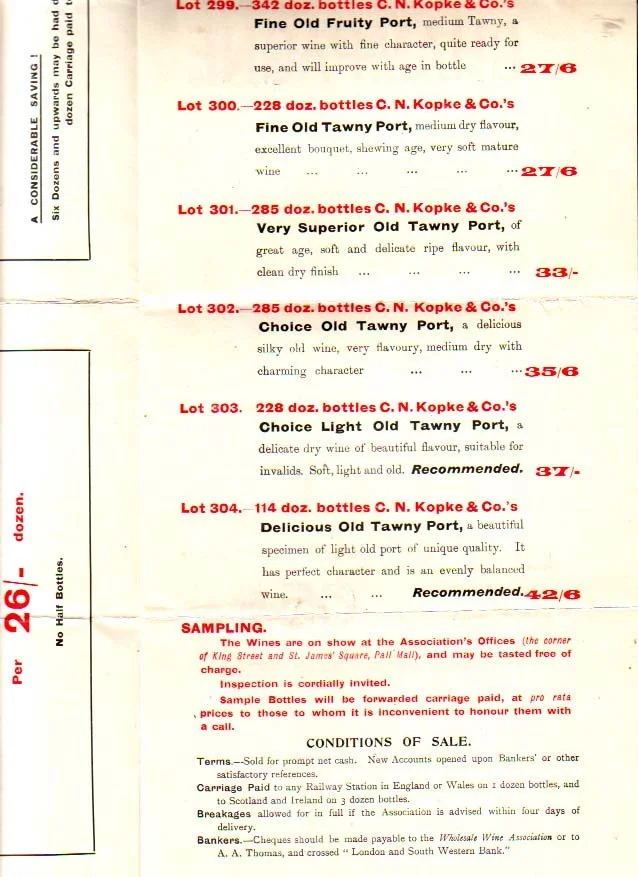 Lot 299.—342 doz. bottles C. N. Kopke & Co.'s
Fine Old Fruity Port, medium Tawny, a
superior wine with fine character, quite ready for
use, and will improve with age in bottle ... 27/6
Lot 300.—228 doz. bottles C. N. Kopke & Co.'s
Fine Old Tawny Port, medium dry flavour,
excellent bouquet, shewing age, very soft mature
wine ... ... ... ... ... 27/6
Lot 301.—285 doz. bottles C. N. Kopke & Co.'s
Very Superior Old Tawny Port, of
great age, soft and delicate ripe flavour, with
clean dry finish ... ... ... ... 33/-
Lot 302.—285 doz. bottles C. N. Kopke & Co.'s
Choice Old Tawny Port, a delicious
silky old wine, very flavoury, medium dry with
charming character ... ... ... 35/6
Lot 303. 228 doz. bottles C. N. Kopke & Co.'s
Choice Light Old Tawny Port, a
delicate dry wine of beautiful flavour, suitable for
invalids. Soft, light and old. Recommended. 37/-
Lot 304.—114 doz. bottles C. N. Kopke & Co.'s
Delicious Old Tawny Port, a beautiful
specimen of light old port of unique quality. It
has perfect character and is an evenly balanced
wine. ... ... Recommended. 42/6
SAMPLING.
The Wines are on show at the Association's Offices (the corner
of King Street and St. James' Square, Pall Mall), and may be tasted free of
charge.
Inspection is cordially invited.
Sample Bottles will be forwarded carriage paid, at pro rata
prices to those to whom it is inconvenient to honour them with
a call.
CONDITIONS OF SALE.
Terms.—Sold for prompt net cash. New Accounts opened upon Bankers' or other
satisfactory references.
Carriage Paid to any Railway Station in England or Wales on 1 dozen bottles, and
to Scotland and Ireland on 3 dozen bottles.
Breakages allowed for in full if the Association is advised within four days of
delivery.
Bankers.—Cheques should be made payable to the Wholesale Wine Association or to
A. A. Thomas, and crossed "London and South Western Bank."
A CONSIDERABLE SAVING!
Six Dozens and upwards may be had
dozen Carriage paid
Per 26/- dozen.
No Half Bottles.